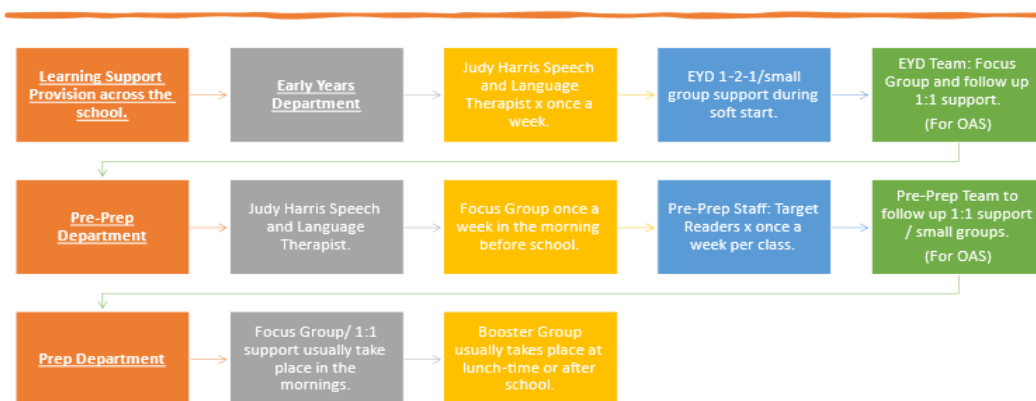 Learning Support
Provision across the
school.
Early Years
Department
Judy Harris Speech
and Language
Therapist x once a
week.
EYD 1-2-1/small
group support during
soft start.
EYD Team: Focus
Group and follow up
1:1 support.
(For OAS)
Pre-Prep
Department
Judy Harris Speech
and Language
Therapist.
Focus Group once a
week in the morning
before school.
Pre-Prep Staff: Target
Readers x once a
week per class.
Pre-Prep Team to
follow up 1:1 support
/ small groups.
(For OAS)
Prep Department
Focus Group/ 1:1
support usually take
place in the
mornings.
Booster Group
usually takes place at
lunch-time or after
school.